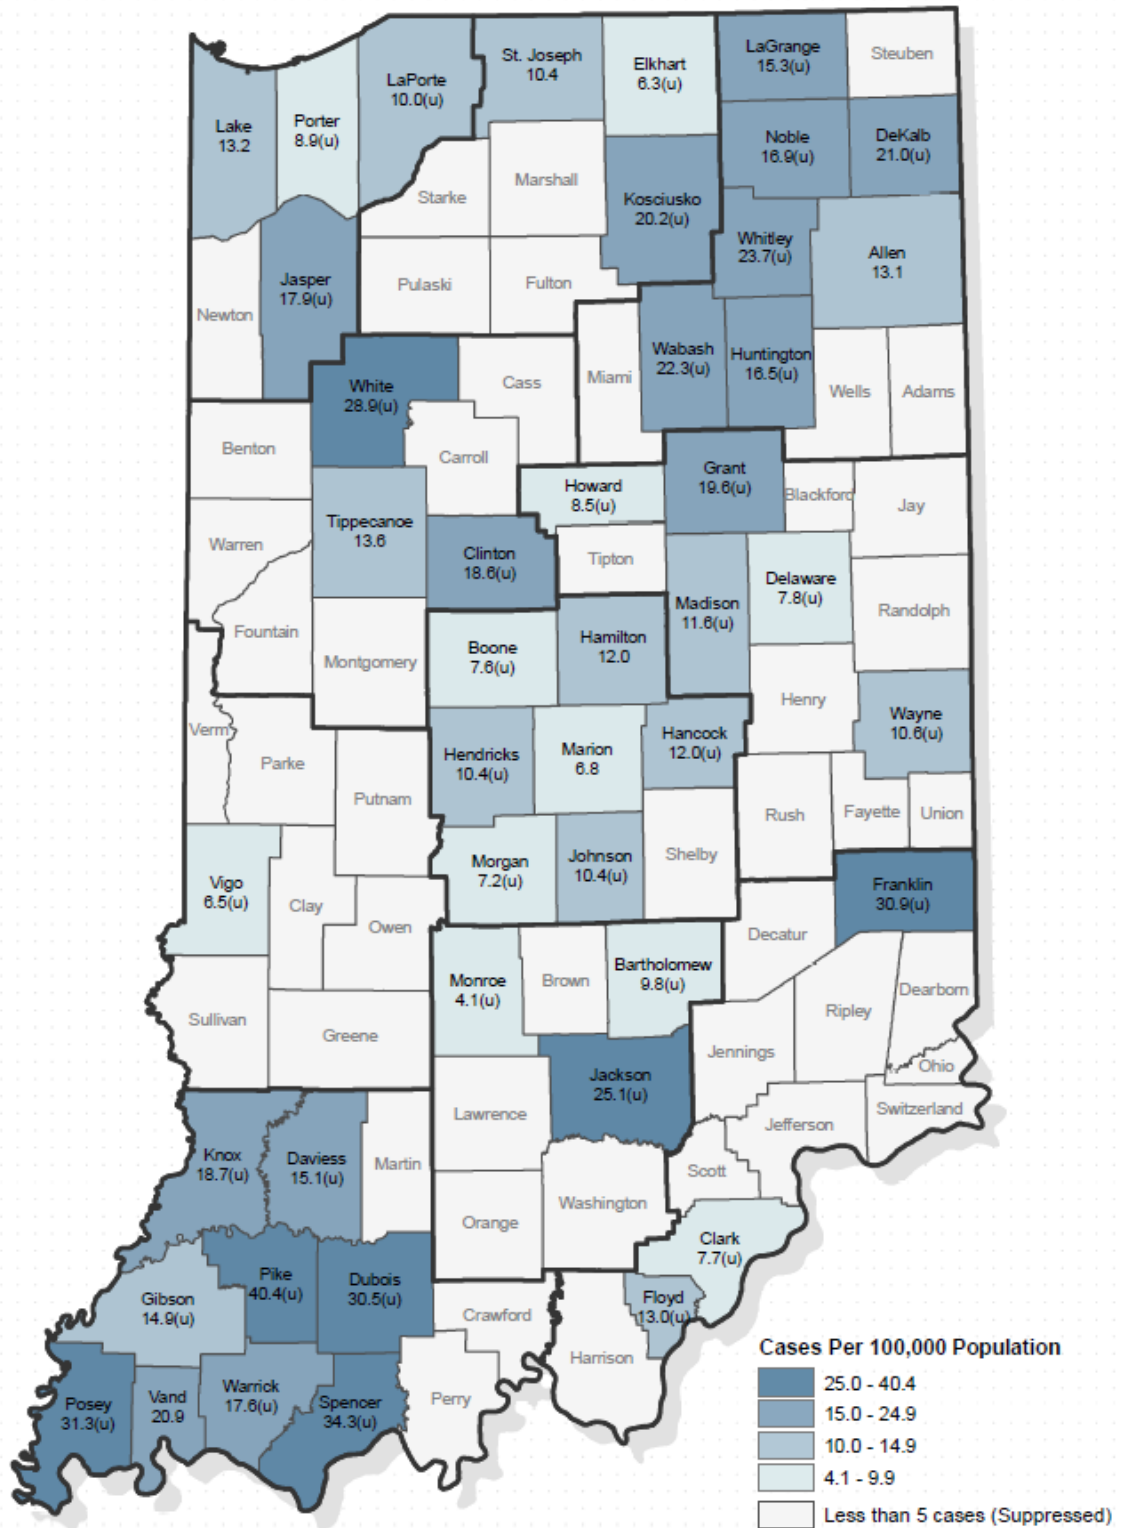 LaGrange
15.3(u)
Steuben
St. Joseph
10.4
Elkhart
6.3(u)
LaPorte
10.0(u)
Porter
8.9(u)
Lake
13.2
Noble
16.9(u)
DeKalb
21.0(u)
Marshall
Starke
Kosciusko
20.2(u)
Whitley
23.7(u)
Allen
13.1
Jasper
17.9(u)
Pulaski
Fulton
Newton
Wabash
22.3(u)
Huntington
16.5(u)
Miami
Wells
Adams
White
28.9(u)
Cass
Benton
Carroll
Grant
19.6(u)
Howard
8.5(u)
Blackford
Jay
Tippecanoe
13.6
Warren
Clinton
18.6(u)
Tipton
Delaware
7.8(u)
Madison
11.6(u)
Randolph
Fountain
Hamilton
12.0
Boone
7.6(u)
Montgomery
Henry
Wayne
10.6(u)
Verm
Hancock
12.0(u)
Hendricks
10.4(u)
Marion
6.8
Parke
Putnam
Rush
Fayette
Union
Shelby
Johnson
10.4(u)
Morgan
7.2(u)
Vigo
6.5(u)
Franklin
30.9(u)
Clay
Owen
Decatur
Bartholomew
9.8(u)
Brown
Monroe
4.1(u)
Dearborn
Ripley
Sullivan
Greene
Jennings
Ohio
Jackson
25.1(u)
Switzerland
Lawrence
Jefferson
Knox
18.7(u)
Daviess
15.1(u)
Martin
Scott
Washington
Orange
Clark
7.7(u)
Pike
40.4(u)
Dubois
30.5(u)
Gibson
14.9(u)
Floyd
13.0(u)
Crawford
Harrison
Perry
Warrick
17.6(u)
Vand
20.9
Posey
31.3(u)
Spencer
34.3(u)
Cases Per 100,000 Population
25.0 - 40.4
15.0 - 24.9
10.0 - 14.9
4.1 - 9.9
Less than 5 cases (Suppressed)